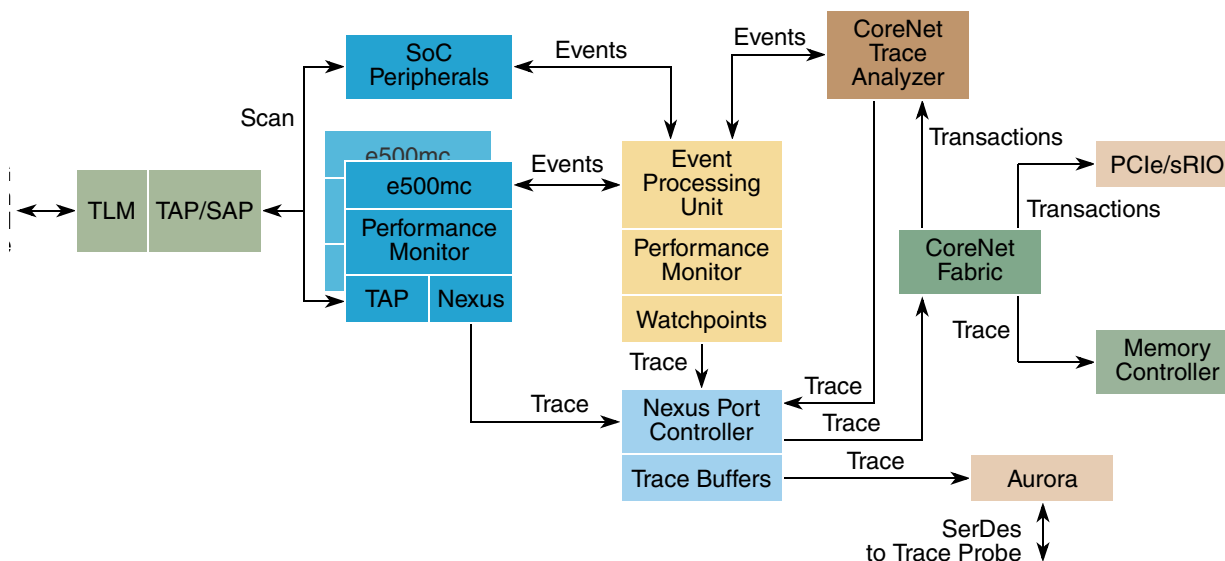 CoreNet
Trace
Analyzer
Events
SoC
Peripherals
Events
Scan
Transactions
e500mc
Event
Processing
Unit
PCIe/sRIO
Events
e500mc
TLM
TAP/SAP
Transactions
Performance
Monitor
Performance
Monitor
CoreNet
Fabric
TAP
Nexus
Watchpoints
Trace
Memory
Controller
Trace
Trace
Trace
Nexus Port
Controller
Trace
Trace
Trace Buffers
Aurora
SerDes
to Trace Probe